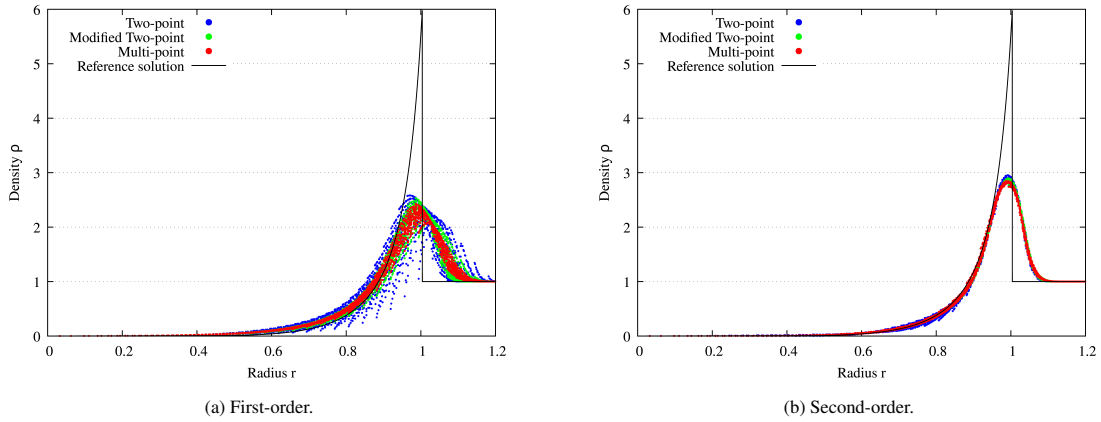 6
5
4
3
2
1
0
Density ρ
Two-point
Modified Two-point
Multi-point
Reference solution
0 0.2 0.4 0.6 0.8 1 1.2
Radius r
(a) First-order.
6
5
4
3
2
1
0
Density ρ
Two-point
Modified Two-point
Multi-point
Reference solution
0 0.2 0.4 0.6 0.8 1 1.2
Radius r
(b) Second-order.